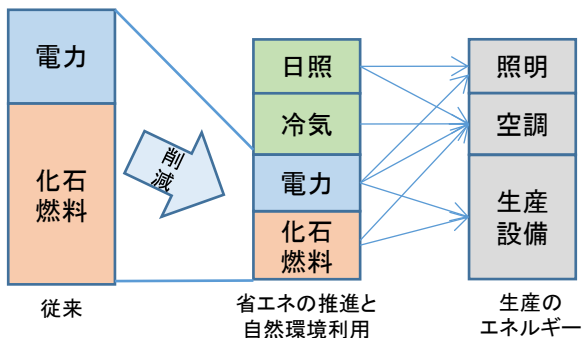 電力
化石
燃料
従来
削減
日照
冷気
電力
化石
燃料
省エネの推進と
自然環境利用
照明
空調
生産
設備
生産の
エネルギー